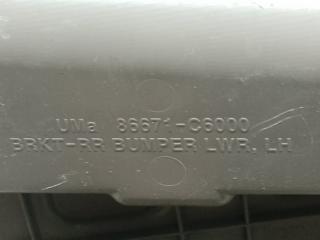 UMa 86671-C6000
BRKT-RR BUMPER LWR. LH